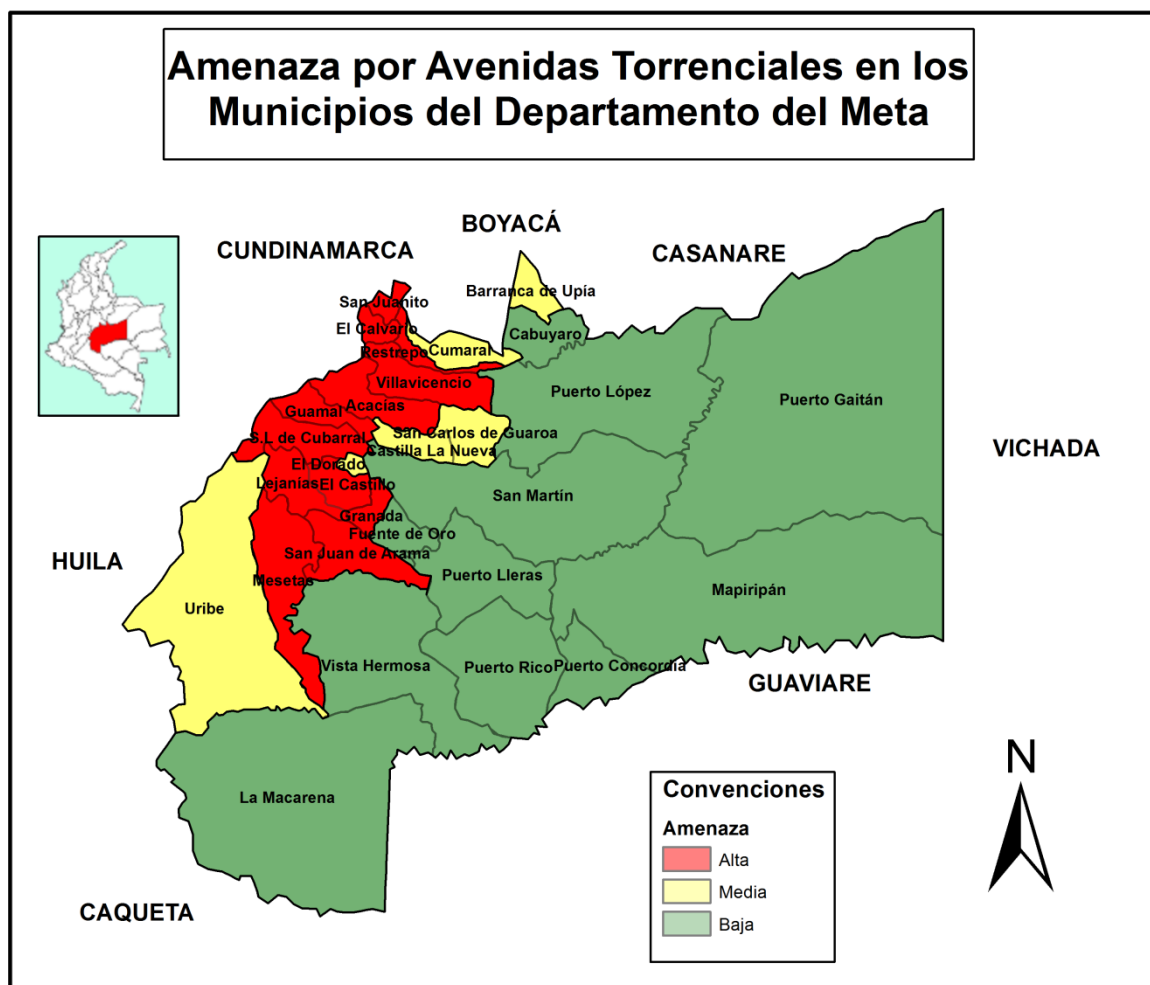 Amenaza por Avenidas Torrenciales en los
Municipios del Departamento del Meta
BOYACÁ
CUNDINAMARCA
CASANARE
Barranca de Upía
San Juanito
El Calvario
Cabuyaro
Restrepo
Cumaral
Villavicencio
Puerto López
Puerto Gaitán
Acacías
Guamal
San Carlos de Guaroa
S.L de Cubarral
Castilla La Nueva
VICHADA
El Dorado
Lejanías
El Castillo
San Martín
Granada
Fuente de Oro
San Juan de Arama
HUILA
Puerto Lleras
Mesetas
Mapiripán
Uribe
Vista Hermosa
Puerto Rico
Puerto Concordia
GUAVIARE
N
La Macarena
Convenciones
Amenaza
Alta
Media
Baja
CAQUETA